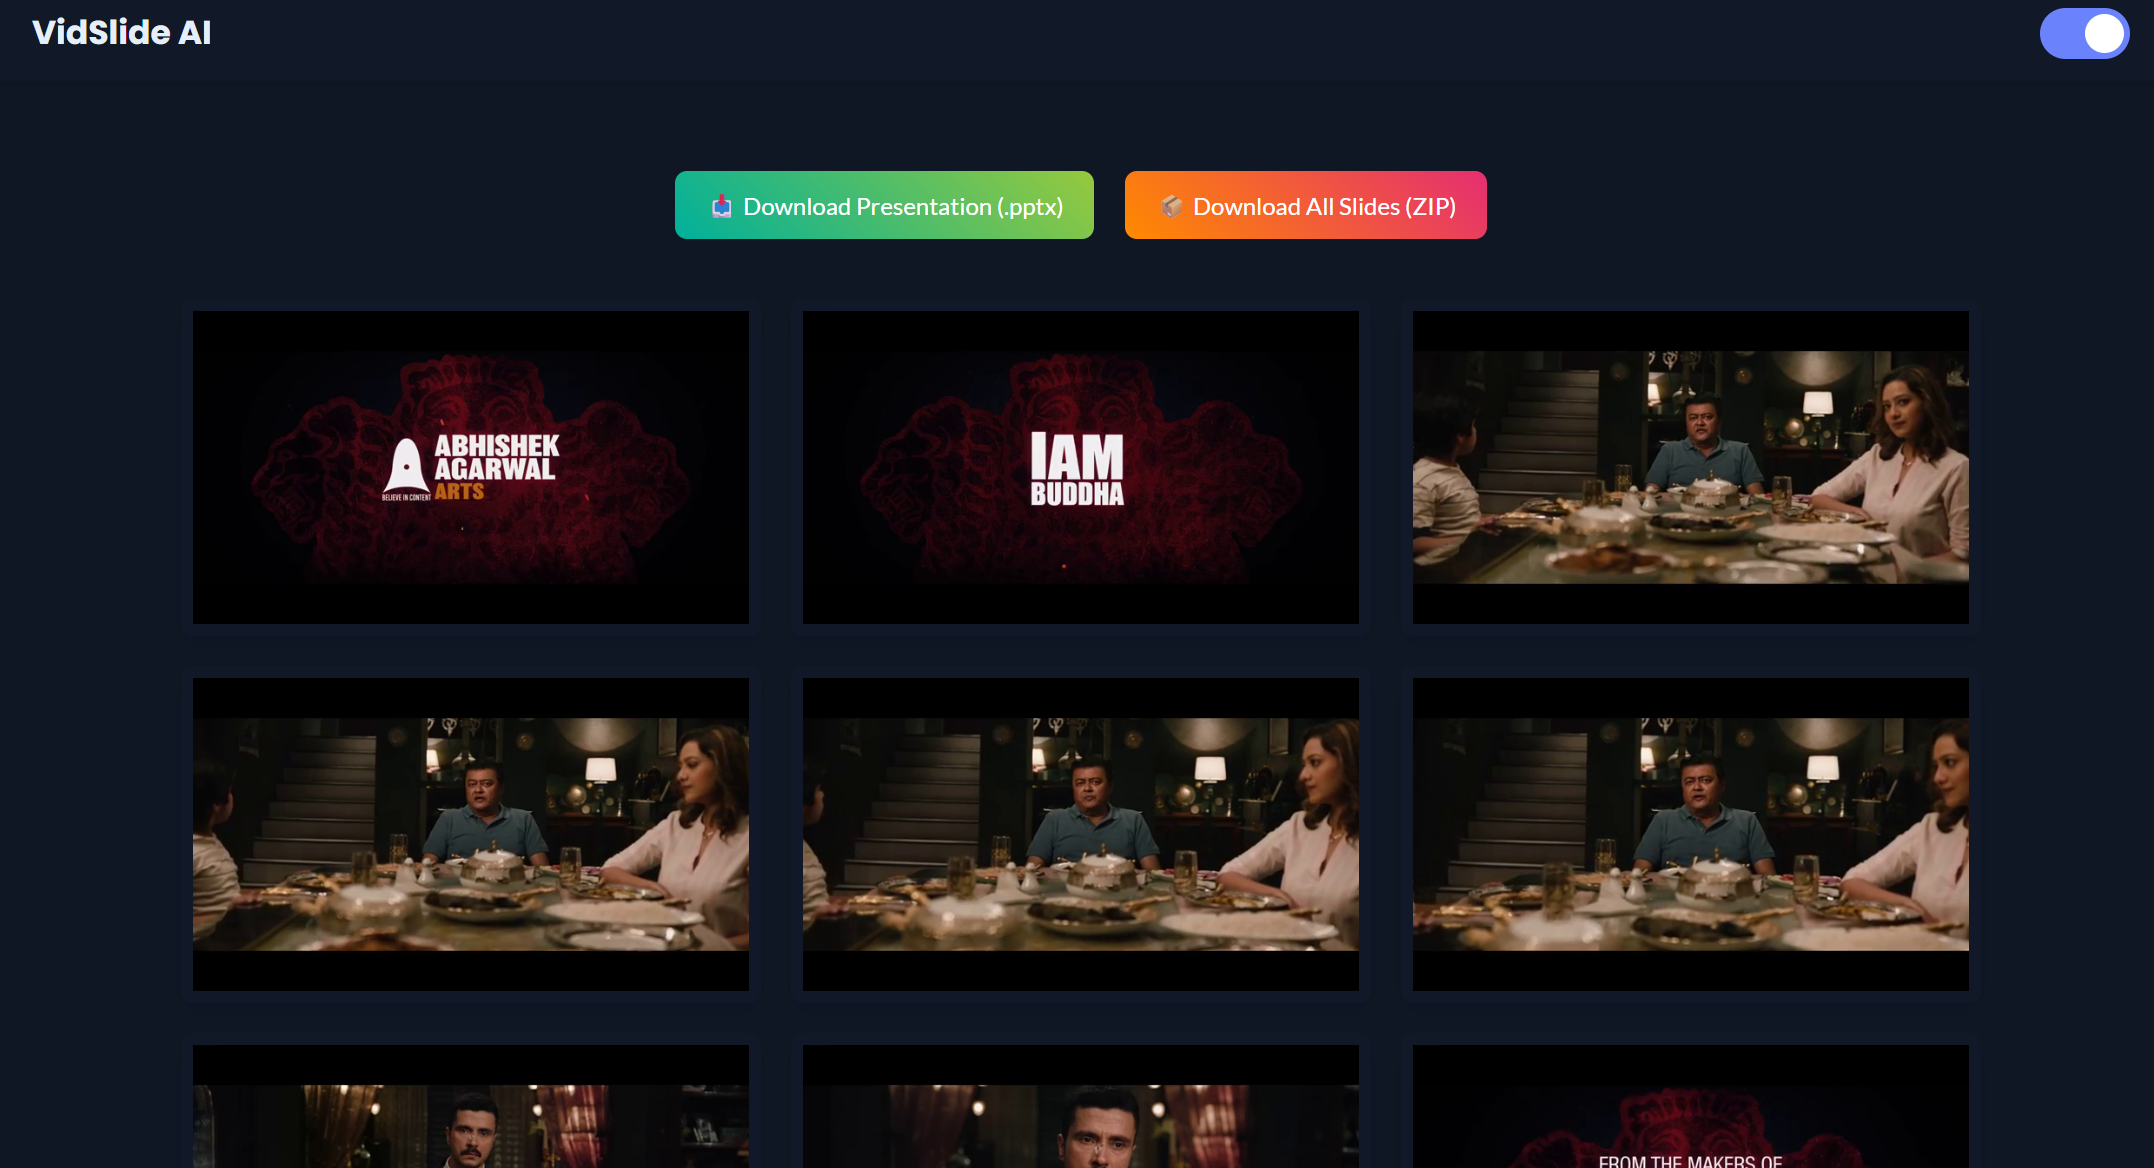 VidSlide AI
Download Presentation (.pptx)
Download All Slides (ZIP)
ABHISHEK
AGARWAL
ARTS
BELIEVE IN CONTENT
IAM
BUDDHA
FROM THE MAKERS OF